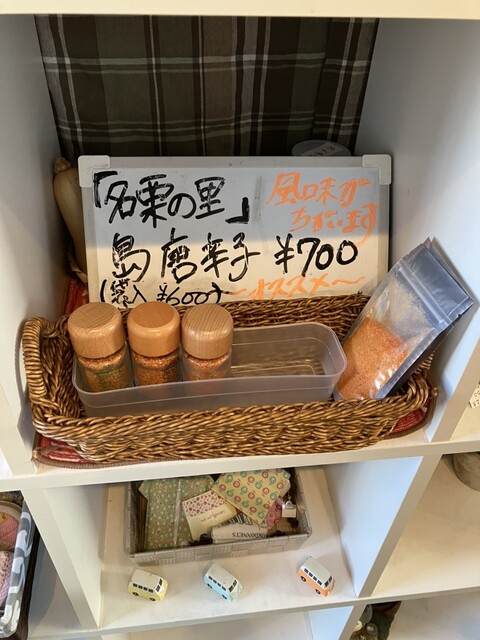 「名栗の里」
風味が
ちがいます
島唐辛子 ¥700
(袋入 ¥600)
～オススメ～